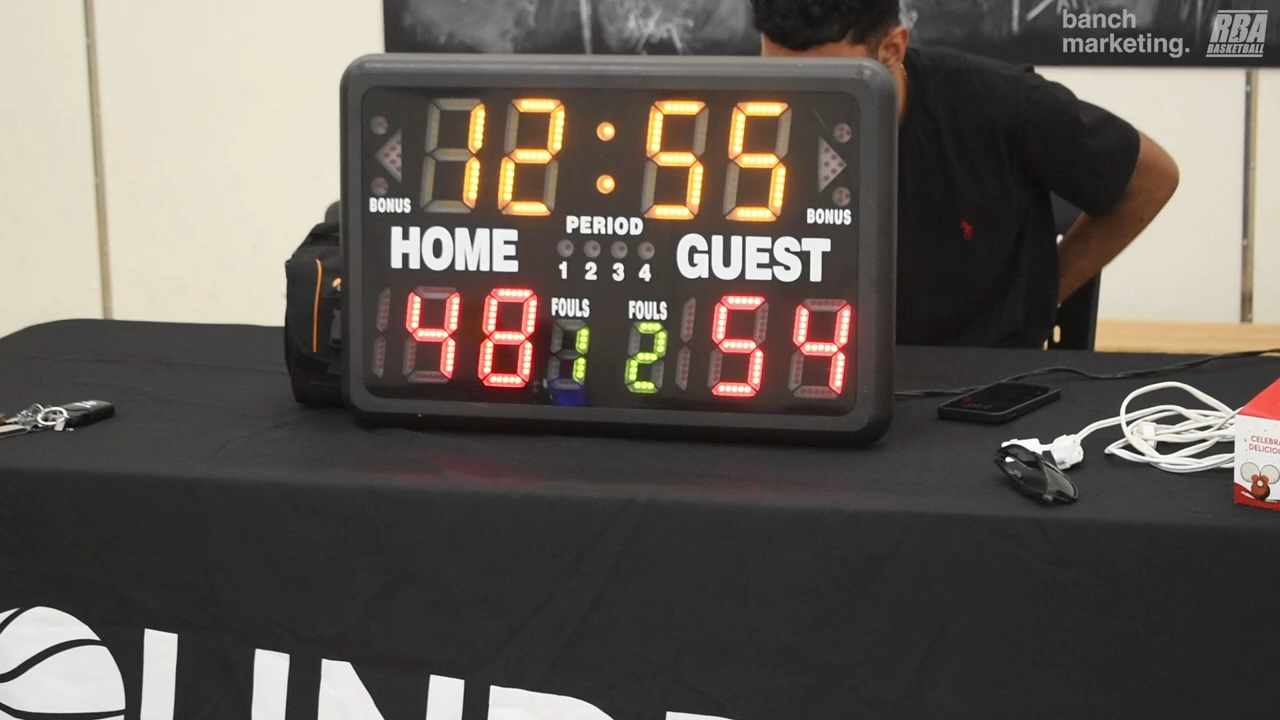 banch
marketing.
RBA
BASKETBALL
12:55
BONUS
BONUS
PERIOD
HOME
GUEST
1 2 3 4
FOULS
FOULS
48
1
2
54